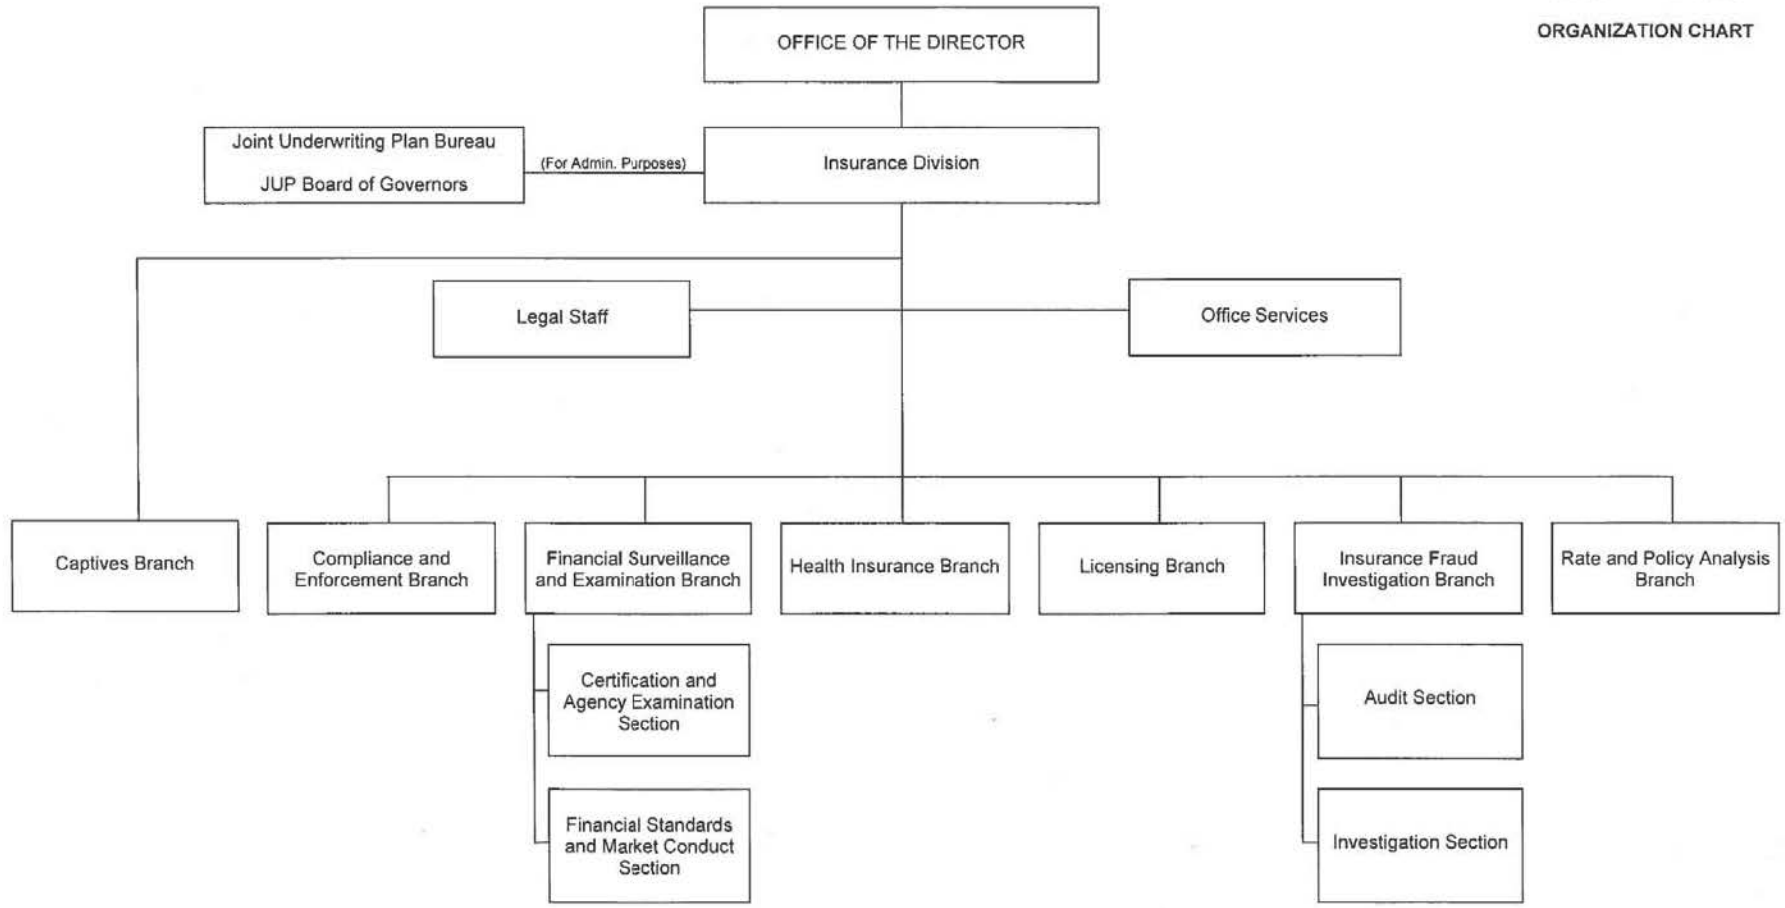 ORGANIZATION CHART
OFFICE OF THE DIRECTOR
Joint Underwriting Plan Bureau
JUP Board of Governors
(For Admin. Purposes)
Insurance Division
Legal Staff
Office Services
Captives Branch
Compliance and
Enforcement Branch
Financial Surveillance
and Examination Branch
Health Insurance Branch
Licensing Branch
Insurance Fraud
Investigation Branch
Rate and Policy Analysis
Branch
Certification and
Agency Examination
Section
Audit Section
Financial Standards
and Market Conduct
Section
Investigation Section